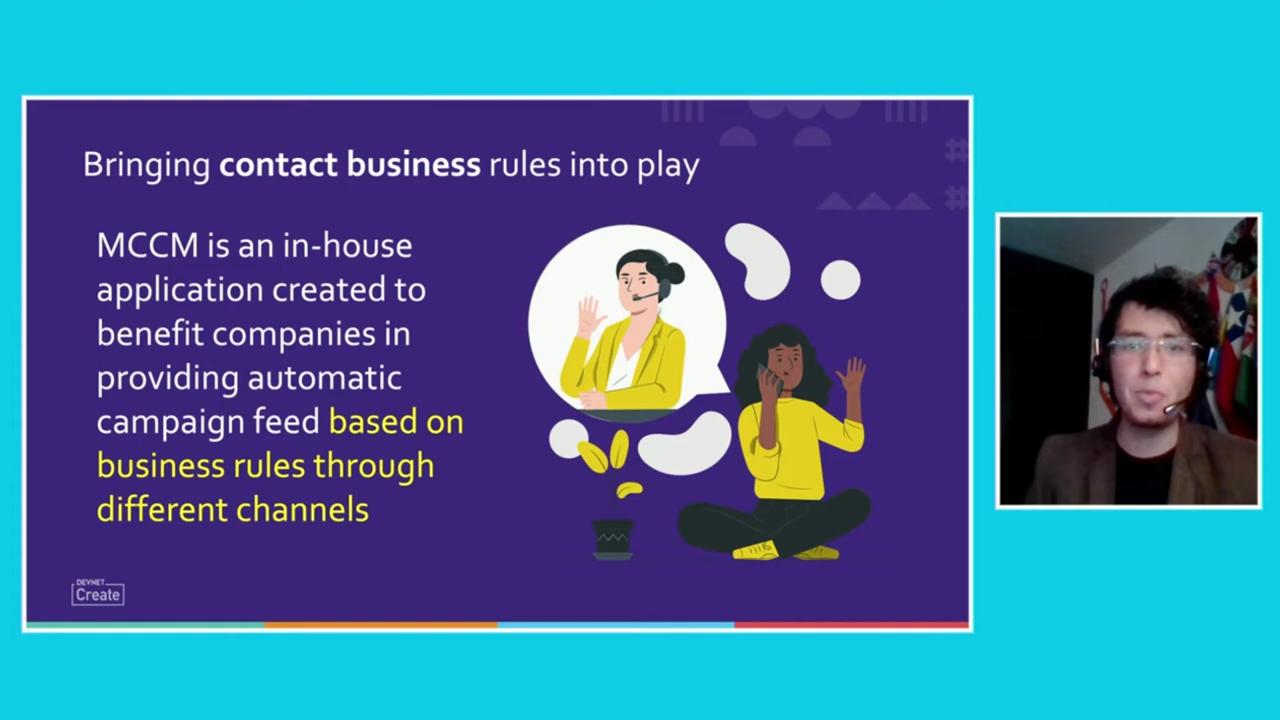 Bringing contact business rules into play
MCCM is an in-house
application created to
benefit companies in
providing automatic
campaign feed based on
business rules through
different channels
DEVNET
Create